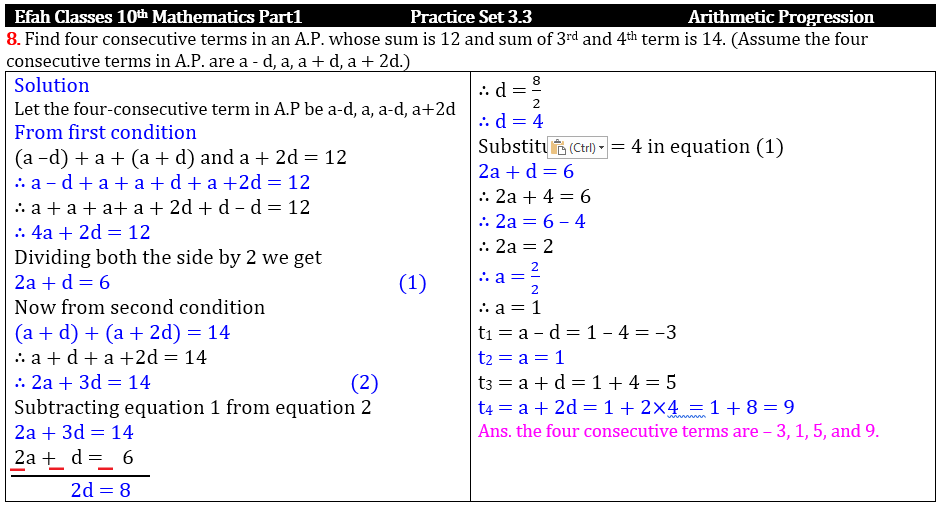 Efah Classes 10th Mathematics Part1 Practice Set 3.3 Arithmetic Progression
8. Find four consecutive terms in an A.P. whose sum is 12 and sum of 3rd and 4th term is 14. (Assume the four
consecutive terms in A.P. are a - d, a, a + d, a + 2d.)
Solution
Let the four-consecutive term in A.P be a-d, a, a-d, a+2d
From first condition
(a –d) + a + (a + d) and a + 2d = 12
∴ a – d + a + a + d + a +2d = 12
∴ a + a + a+ a + 2d + d – d = 12
∴ 4a + 2d = 12
Dividing both the side by 2 we get
2a + d = 6 (1)
Now from second condition
(a + d) + (a + 2d) = 14
∴ a + d + a +2d = 14
∴ 2a + 3d = 14 (2)
Subtracting equation 1 from equation 2
2a + 3d = 14
2a + d = 6
2d = 8
∴ d = 8/2
∴ d = 4
Substitu (Ctrl) = 4 in equation (1)
2a + d = 6
∴ 2a + 4 = 6
∴ 2a = 6 – 4
∴ 2a = 2
∴ a = 2/2
∴ a = 1
t1 = a – d = 1 – 4 = –3
t2 = a = 1
t3 = a + d = 1 + 4 = 5
t4 = a + 2d = 1 + 2×4 = 1 + 8 = 9
Ans. the four consecutive terms are – 3, 1, 5, and 9.